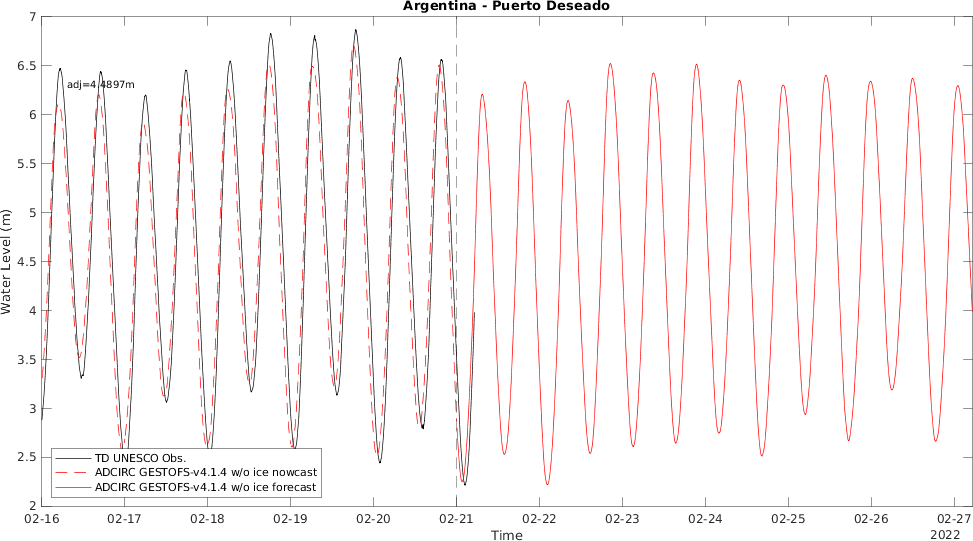 Argentina - Puerto Deseado
7
6.5
adj=4.4897m
6
5.5
5
4.5
4
3.5
3
2.5
2
Water Level (m)
TD UNESCO Obs.
ADCIRC GESTOFS-v4.1.4 w/o ice nowcast
ADCIRC GESTOFS-v4.1.4 w/o ice forecast
02-16 02-17 02-18 02-19 02-20 02-21 02-22 02-23 02-24 02-25 02-26 02-27
Time
2022